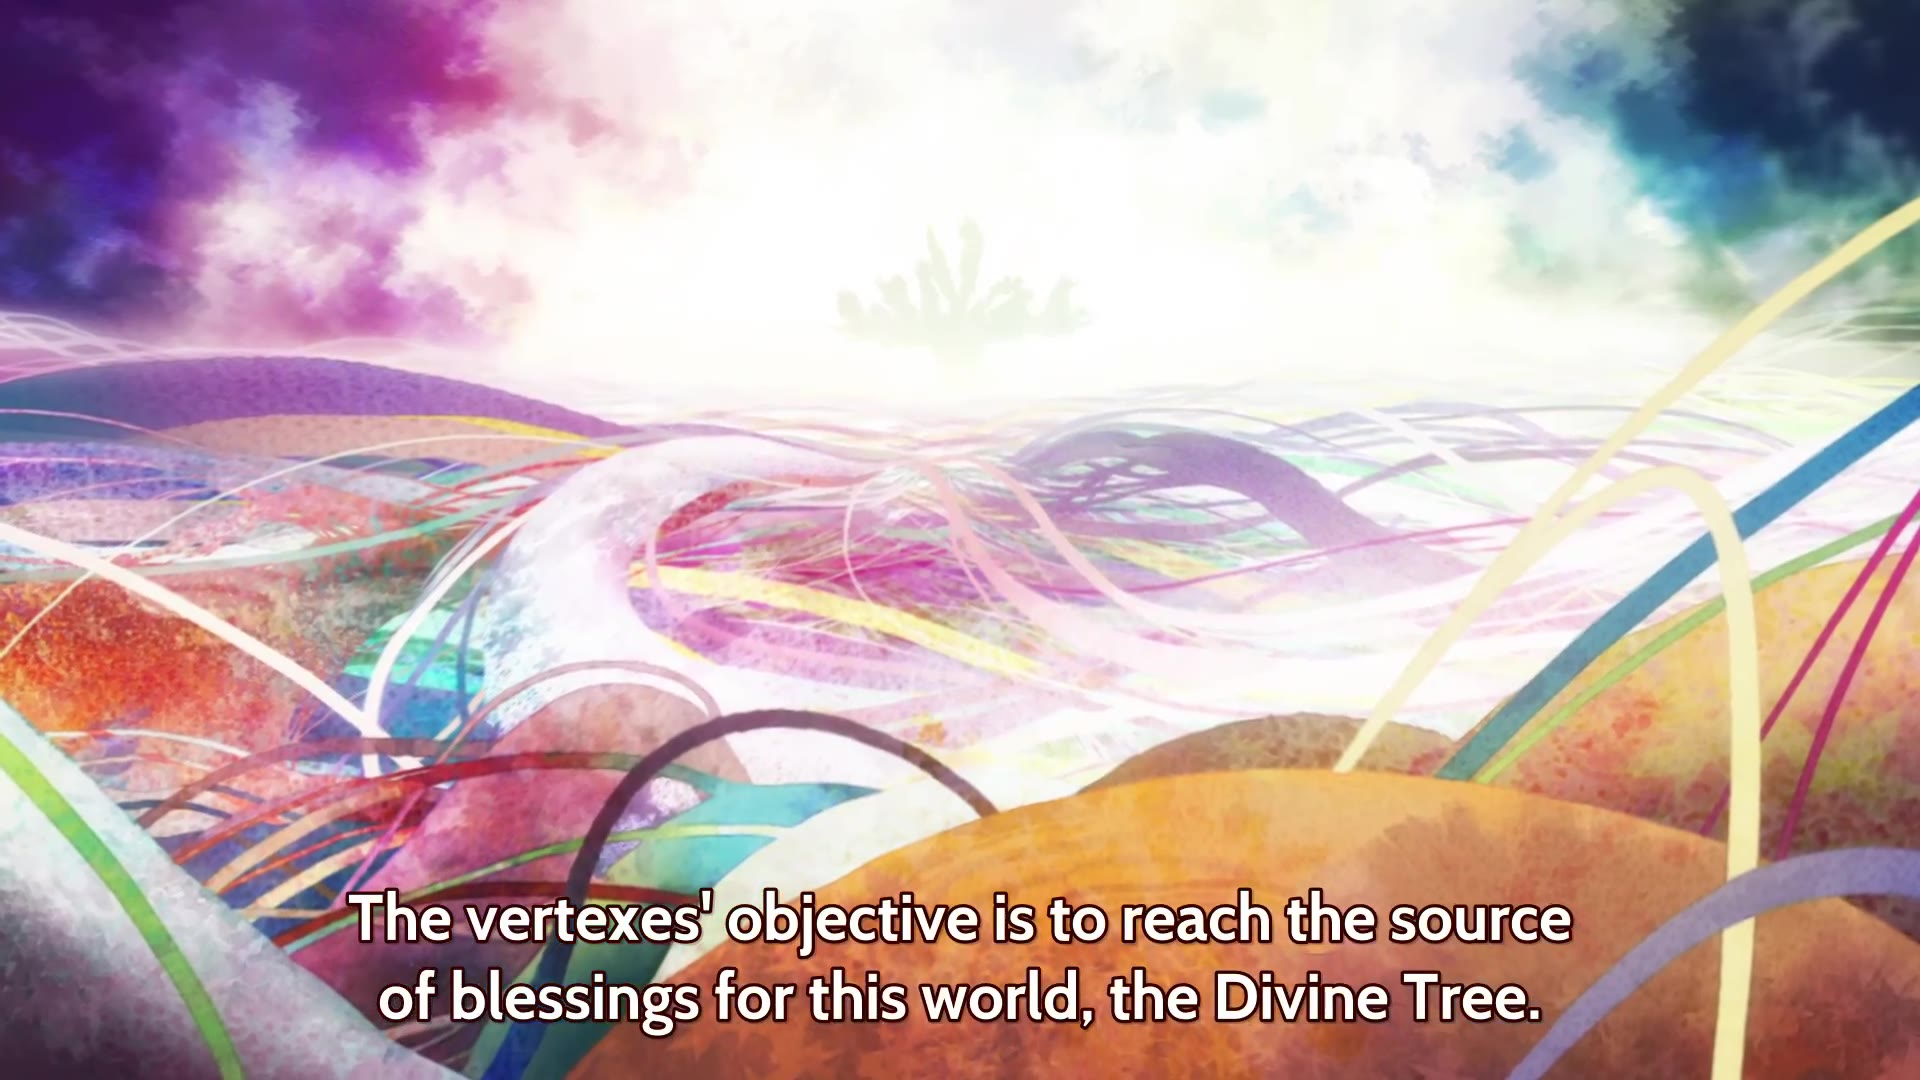 The vertexes' objective is to reach the source
of blessings for this world, the Divine Tree.